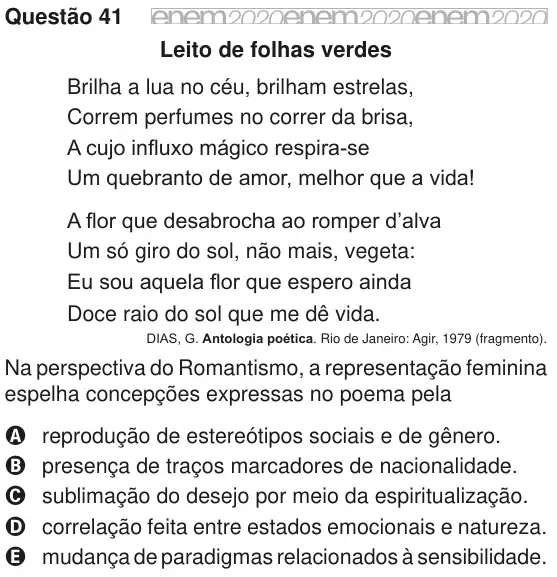 Questão 41 enem2020enem2020enem2020
Leito de folhas verdes
Brilha a lua no céu, brilham estrelas,
Correm perfumes no correr da brisa,
A cujo influxo mágico respira-se
Um quebranto de amor, melhor que a vida!
A flor que desabrocha ao romper d’alva
Um só giro do sol, não mais, vegeta:
Eu sou aquela flor que espero ainda
Doce raio do sol que me dê vida.
DIAS, G. Antologia poética. Rio de Janeiro: Agir, 1979 (fragmento).
Na perspectiva do Romantismo, a representação feminina
espelha concepções expressas no poema pela
A reprodução de estereótipos sociais e de gênero.
B presença de traços marcadores de nacionalidade.
C sublimação do desejo por meio da espiritualização.
D correlação feita entre estados emocionais e natureza.
E mudança de paradigmas relacionados à sensibilidade.